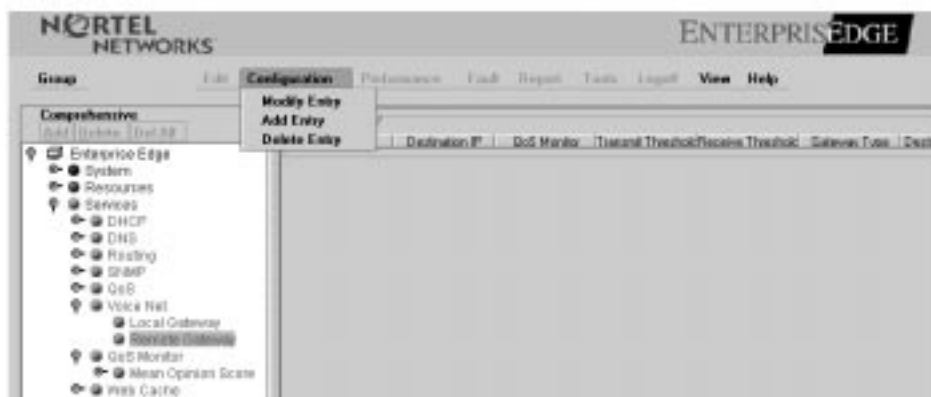 NORTEL
NETWORKS
ENTERPRISEDGE
Group Edit Configuration Performance Fault Report Tools Logoff View Help
Modify Entry
Add Entry
Delete Entry
Comprehensive
Add Delete Del All
Destination IP QoS Monitor Transmit Threshold Receive Threshold Gateway Type Dest
Enterprise Edge
System
Resources
Services
DHCP
DNS
Routing
SNMP
QoS
Voice Net
Local Gateway
Remote Gateway
QoS Monitor
Mean Opinion Score
Web Cache